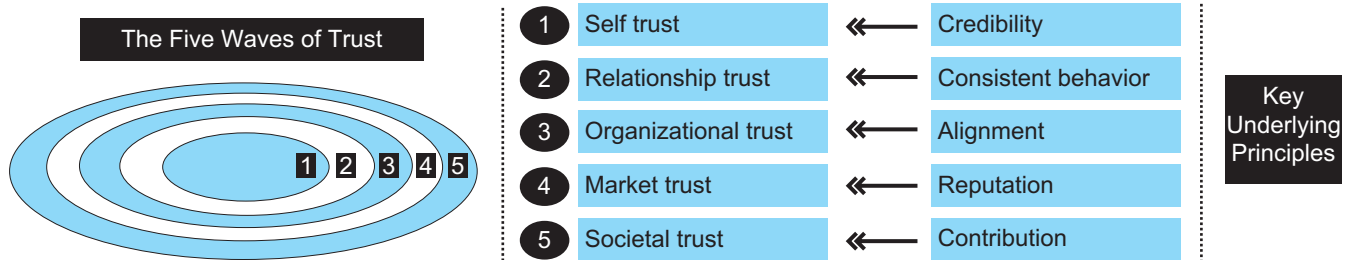 The Five Waves of Trust
1 2 3 4 5
1 Self trust Credibility
2 Relationship trust Consistent behavior
3 Organizational trust Alignment
4 Market trust Reputation
5 Societal trust Contribution
Key
Underlying
Principles